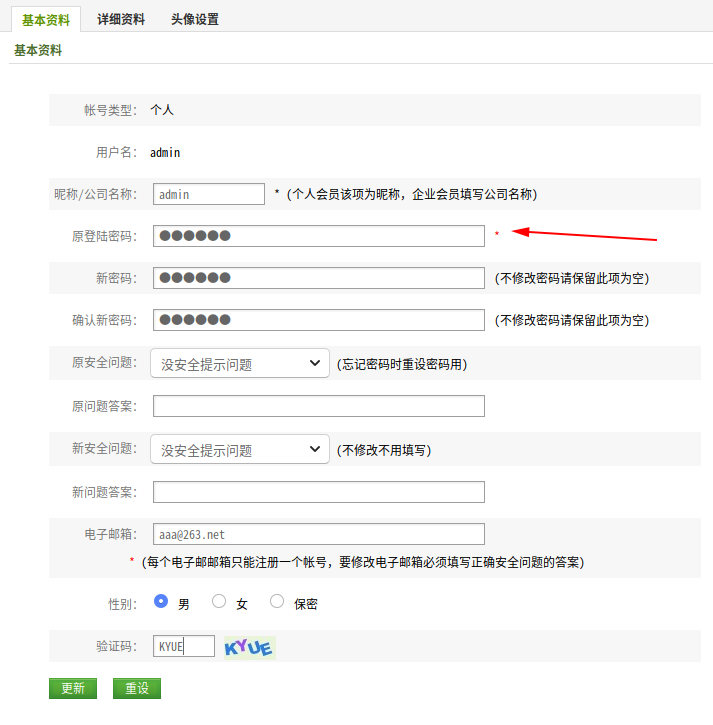 基本资料 详细资料 头像设置
基本资料
帐号类型： 个人
用户名： admin
昵称/公司名称： admin * (个人会员该项为昵称，企业会员填写公司名称)
原登陆密码： ●●●●●● *
新密码： ●●●●●● (不修改密码请保留此项为空)
确认新密码： ●●●●●● (不修改密码请保留此项为空)
原安全问题： 没安全提示问题 (忘记密码时重设密码用)
原问题答案：
新安全问题： 没安全提示问题 (不修改不用填写)
新问题答案：
电子邮箱： aaa@263.net
* (每个电子邮邮箱只能注册一个帐号，要修改电子邮箱必须填写正确安全问题的答案)
性别： 男 女 保密
验证码： KYUE KYUE
更新 重设